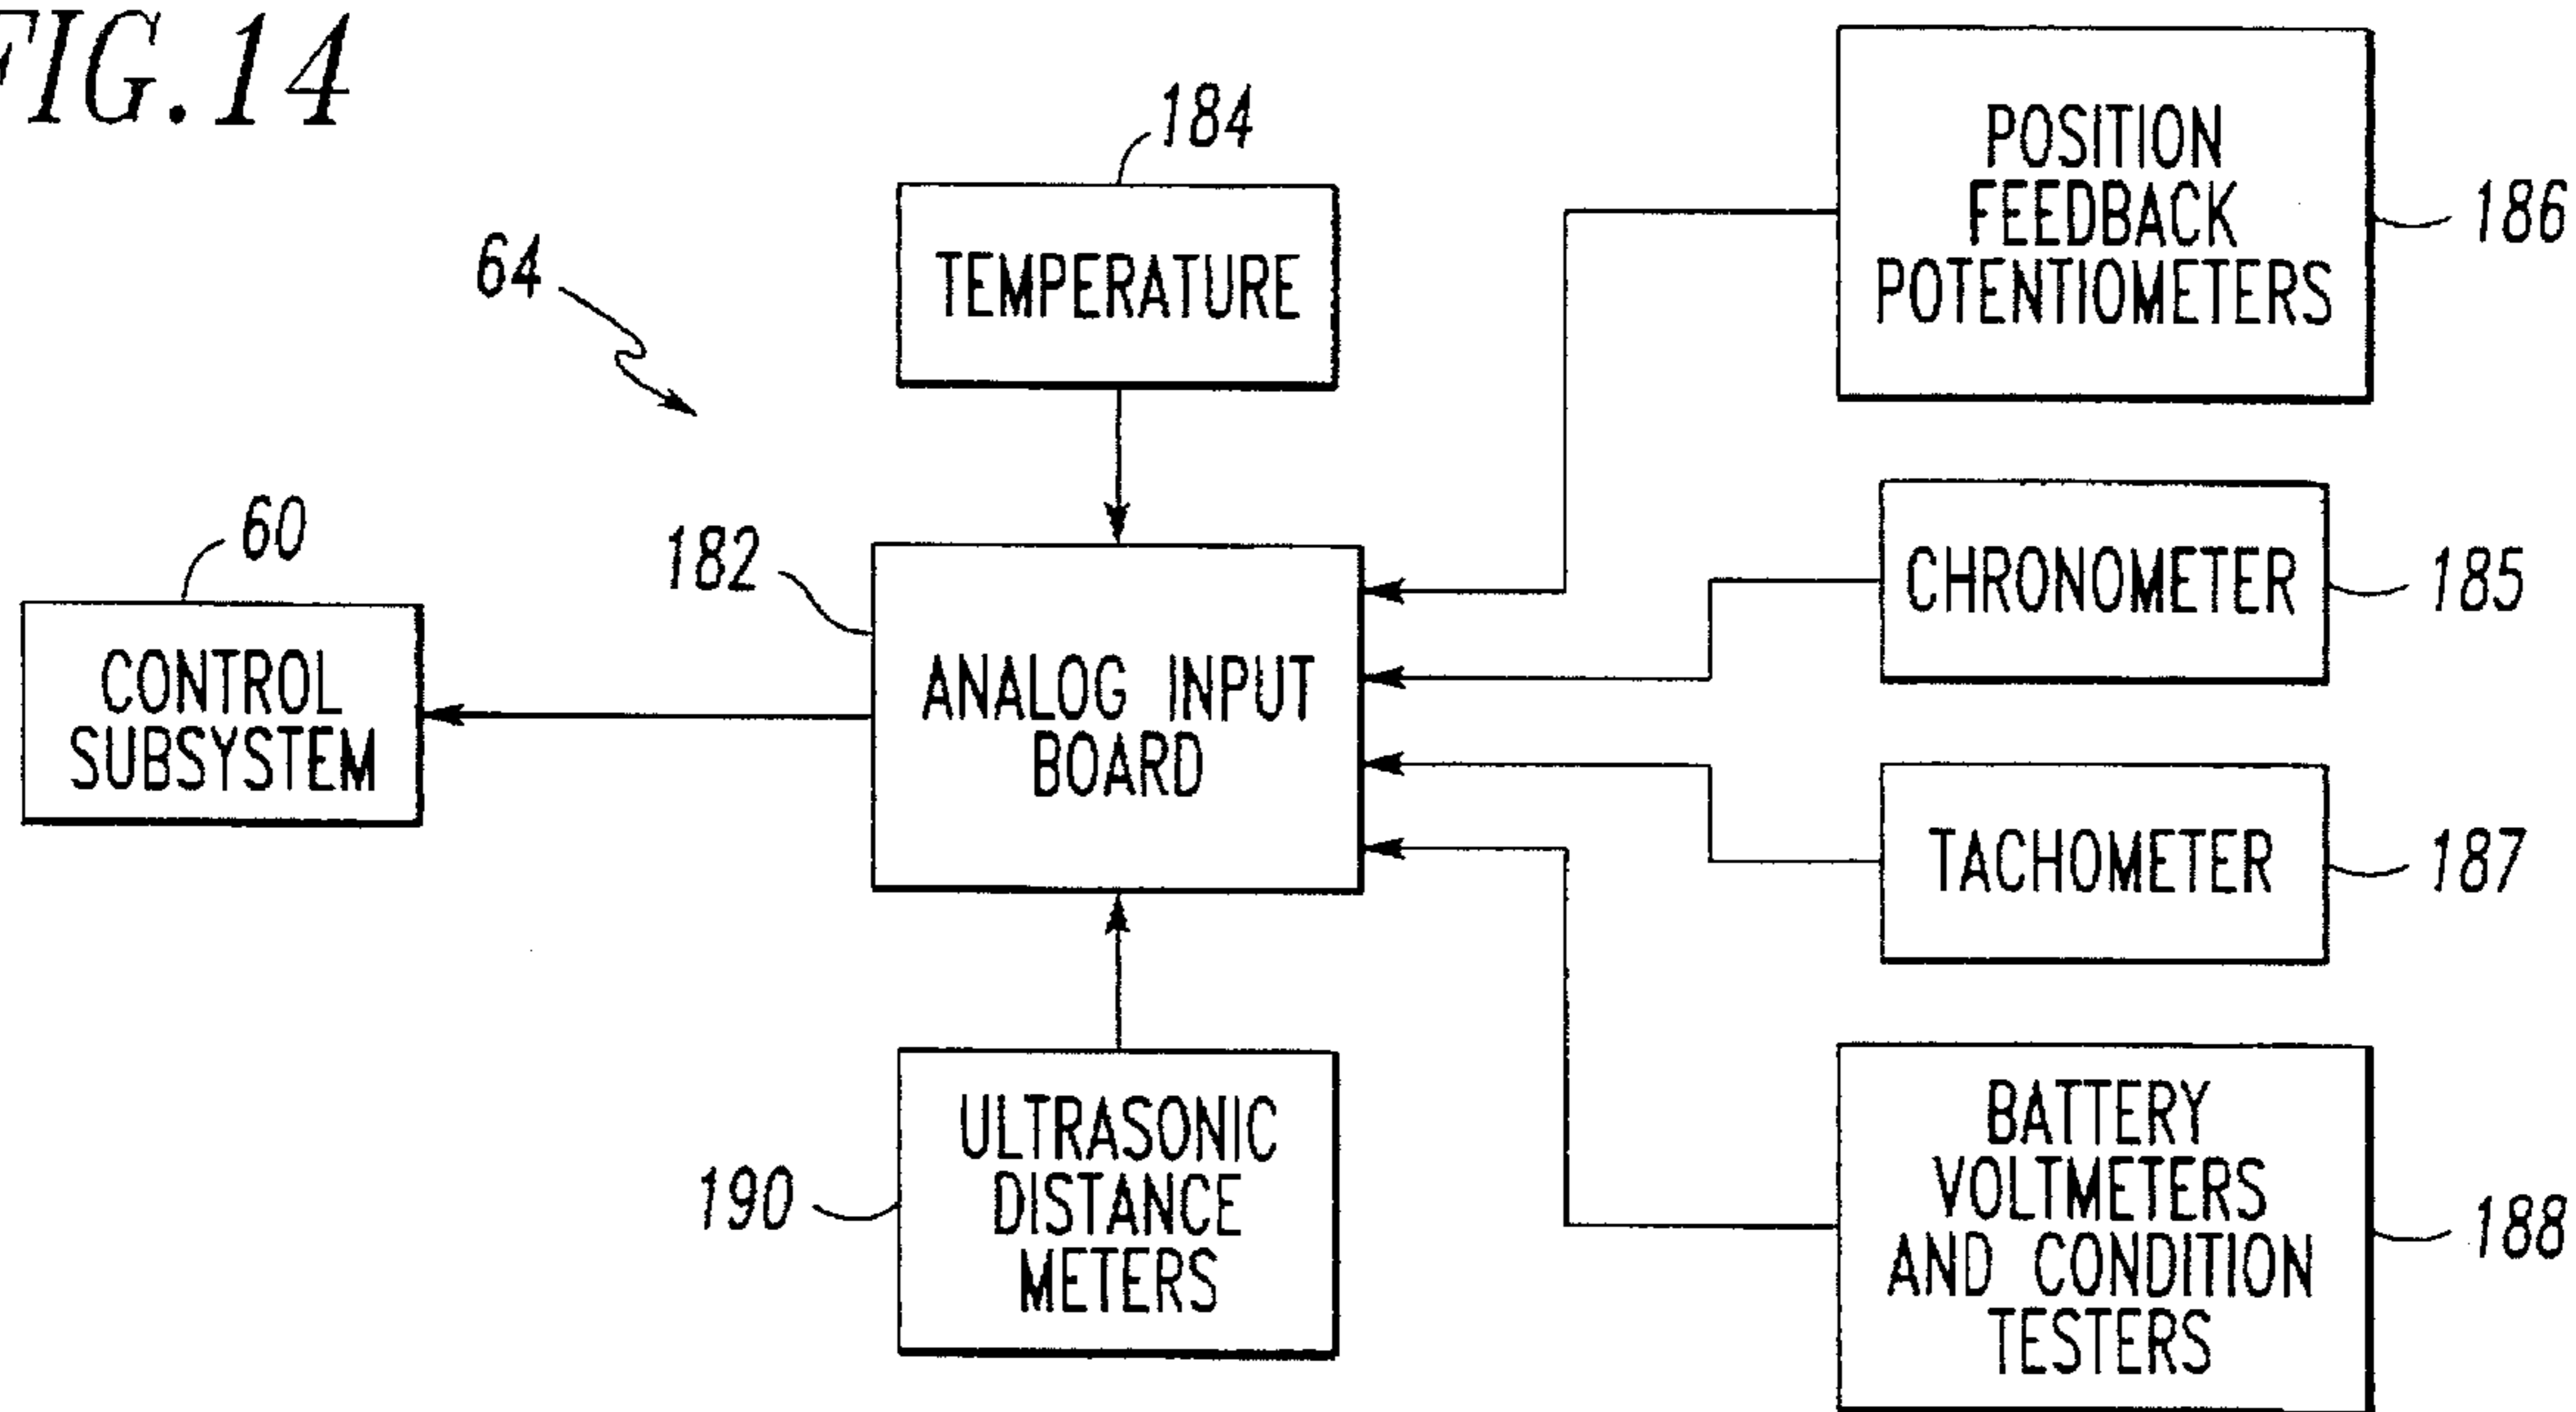 FIG.14
184
TEMPERATURE
64
POSITION
FEEDBACK
POTENTIOMETERS
186
60
CONTROL
SUBSYSTEM
182
ANALOG INPUT
BOARD
CHRONOMETER
185
TACHOMETER
187
190
ULTRASONIC
DISTANCE
METERS
BATTERY
VOLTMETERS
AND CONDITION
TESTERS
188